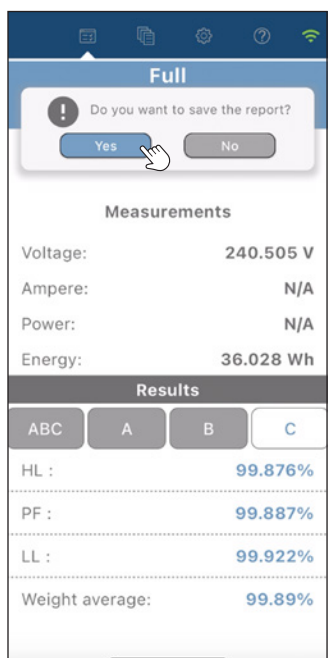 Full
! Do you want to save the report?
Yes No
Measurements
Voltage: 240.505 V
Ampere: N/A
Power: N/A
Energy: 36.028 Wh
Results
ABC A B C
HL : 99.876%
PF : 99.887%
LL : 99.922%
Weight average: 99.89%